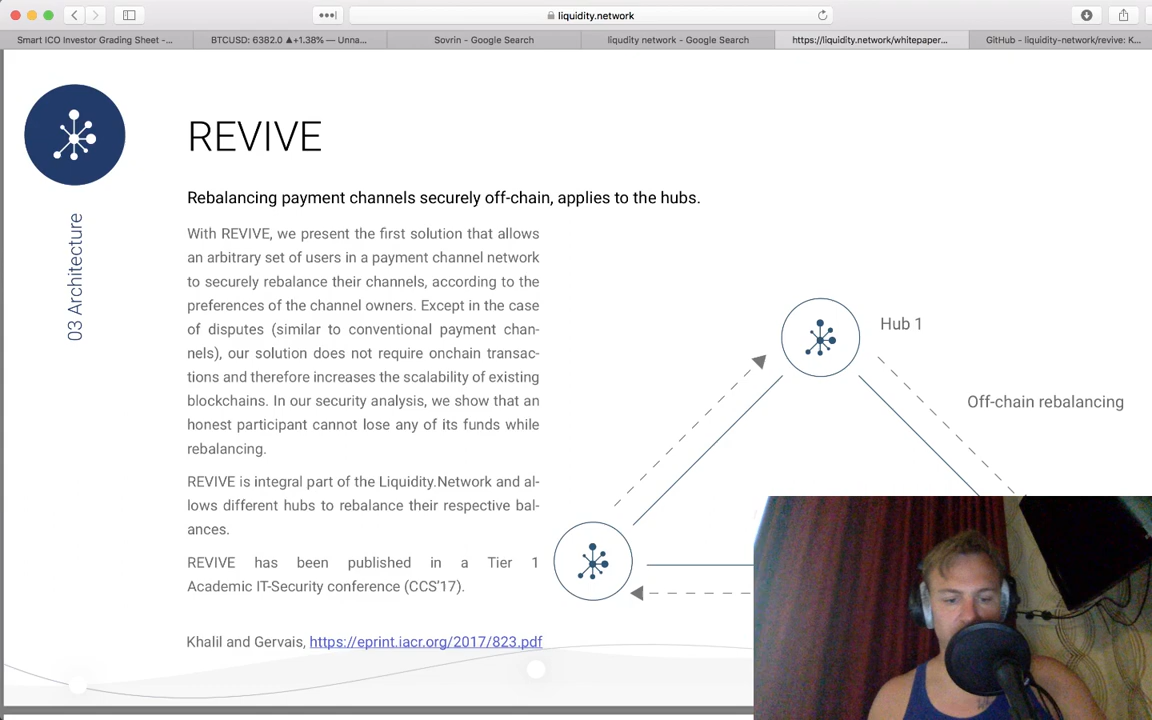 liquidity.network
Smart ICO Investor Grading Sheet -...
BTCUSD: 6382.0 ▲+1.38% — Unna...
Sovrin - Google Search
liqudity network - Google Search
https://liquidity.network/whitepaper...
GitHub - liquidity-network/revive: K...
03 Architecture
REVIVE
Rebalancing payment channels securely off-chain, applies to the hubs.
With REVIVE, we present the first solution that allows
an arbitrary set of users in a payment channel network
to securely rebalance their channels, according to the
preferences of the channel owners. Except in the case
of disputes (similar to conventional payment chan-
nels), our solution does not require onchain transac-
tions and therefore increases the scalability of existing
blockchains. In our security analysis, we show that an
honest participant cannot lose any of its funds while
rebalancing.
REVIVE is integral part of the Liquidity.Network and al-
lows different hubs to rebalance their respective bal-
ances.
REVIVE has been published in a Tier 1
Academic IT-Security conference (CCS'17).
Khalil and Gervais, https://eprint.iacr.org/2017/823.pdf
Hub 1
Off-chain rebalancing